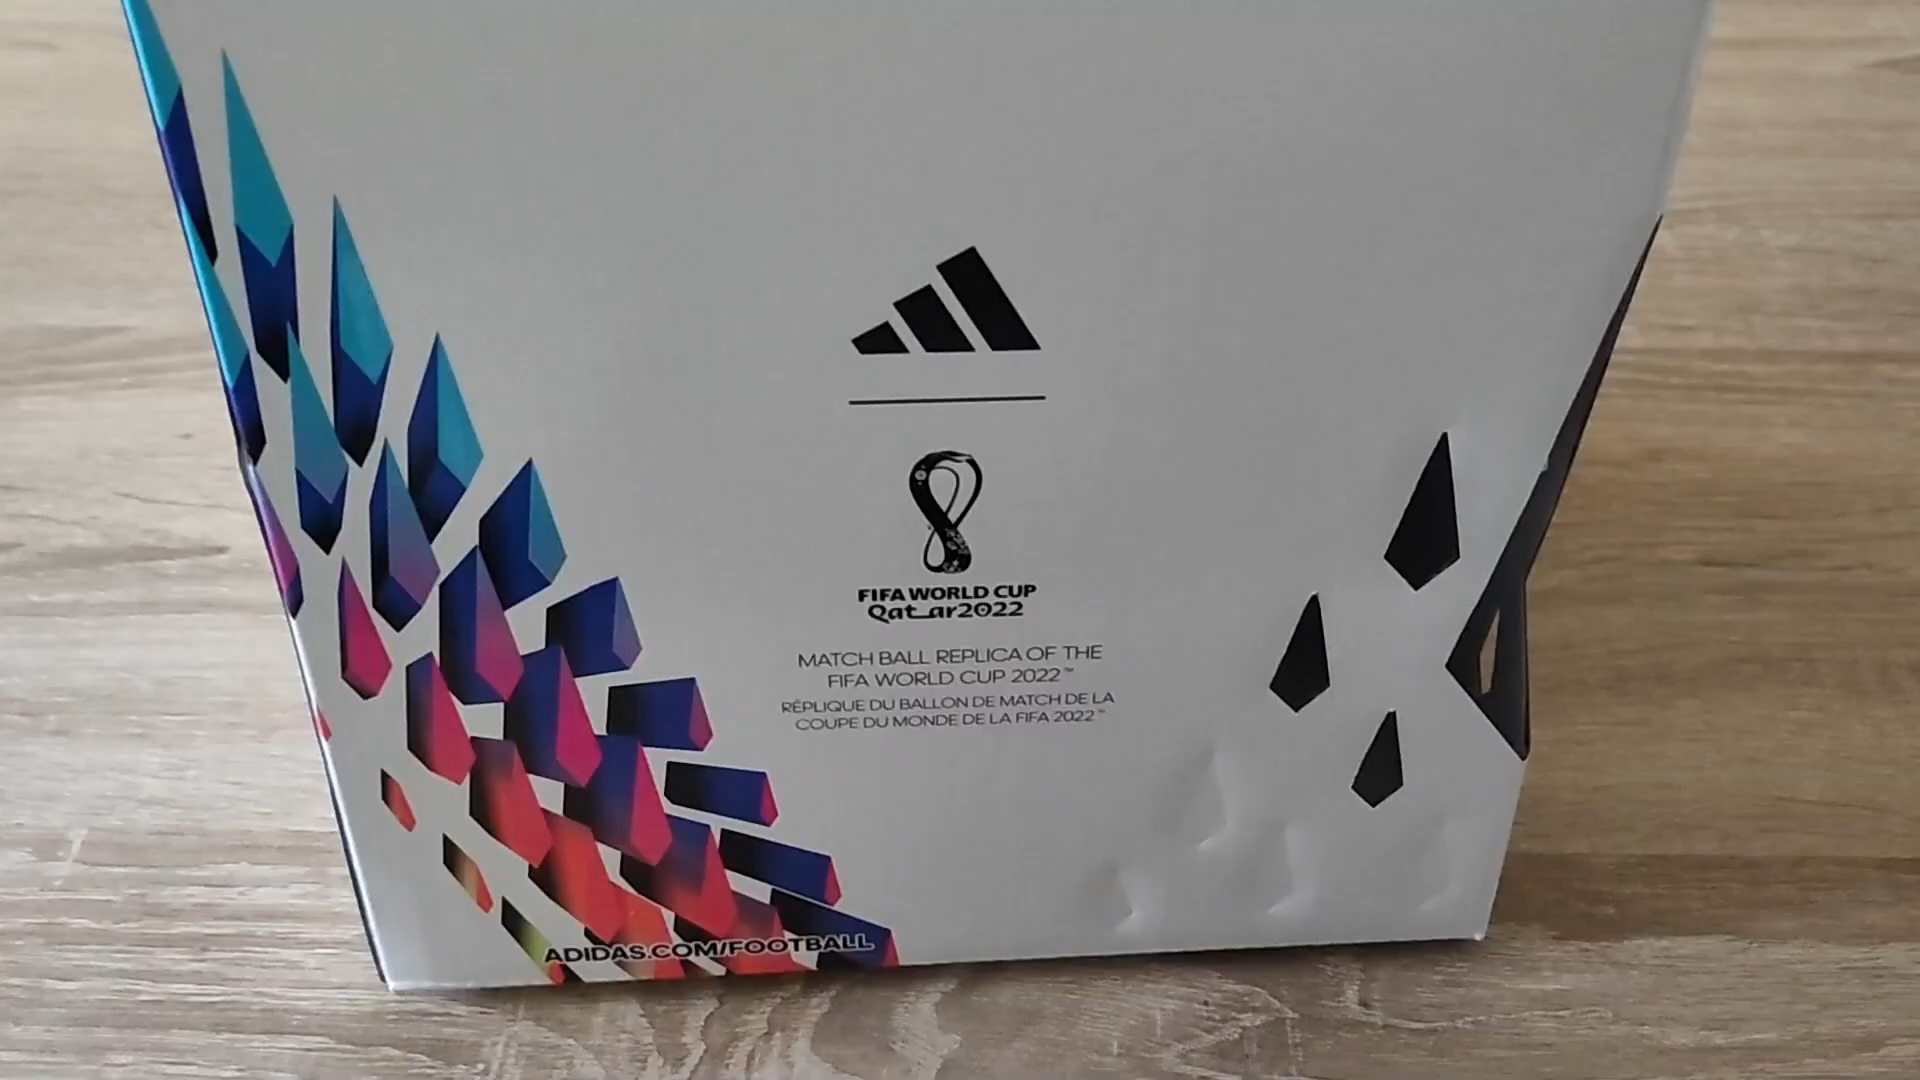 FIFA WORLD CUP
Qatar2022
MATCH BALL REPLICA OF THE
FIFA WORLD CUP 2022™
RÉPLIQUE DU BALLON DE MATCH DE LA
COUPE DU MONDE DE LA FIFA 2022™
ADIDAS.COM/FOOTBALL